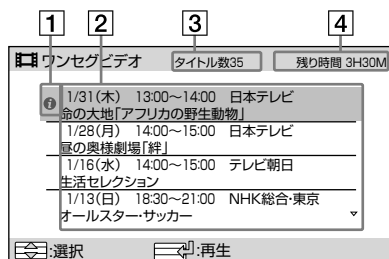 1 2 3 4
ワンセグビデオ タイトル数35 残り時間 3H30M
1/31(木) 13:00～14:00 日本テレビ
命の大地「アフリカの野生動物」
1/28(月) 14:00～15:00 日本テレビ
昼の奥様劇場「絆」
1/16(水) 14:00～15:00 テレビ朝日
生活セレクション
1/13(日) 18:30～21:00 NHK総合・東京
オールスター・サッカー
:選択 :再生